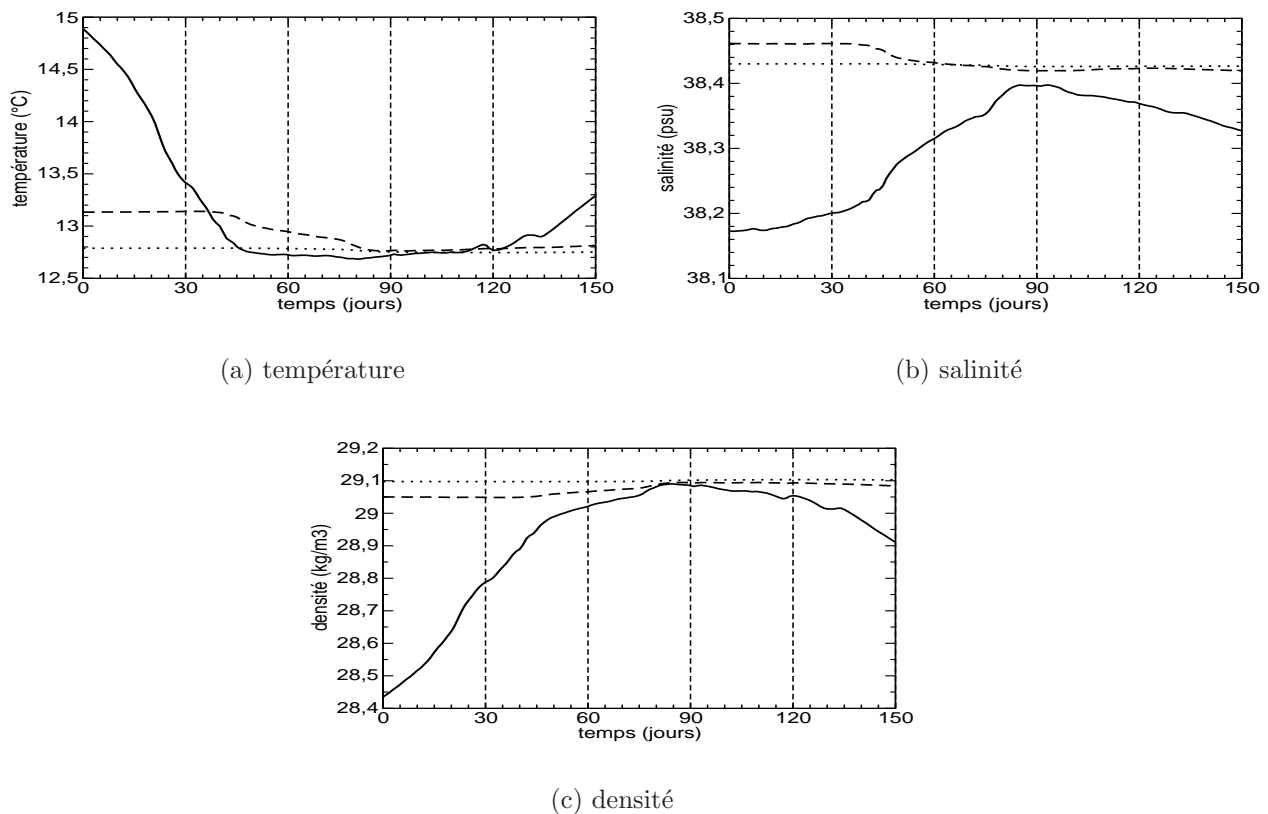 15
14,5
14
13,5
13
12,5
température (°C)
0 30 60 90 120 150
temps (jours)
(a) température
38,5
38,4
38,3
38,2
38,1
salinité (psu)
0 30 60 90 120 150
temps (jours)
(b) salinité
29,2
29,1
29
28,9
28,8
28,7
28,6
28,5
28,4
densité (kg/m3)
0 30 60 90 120 150
temps (jours)
(c) densité